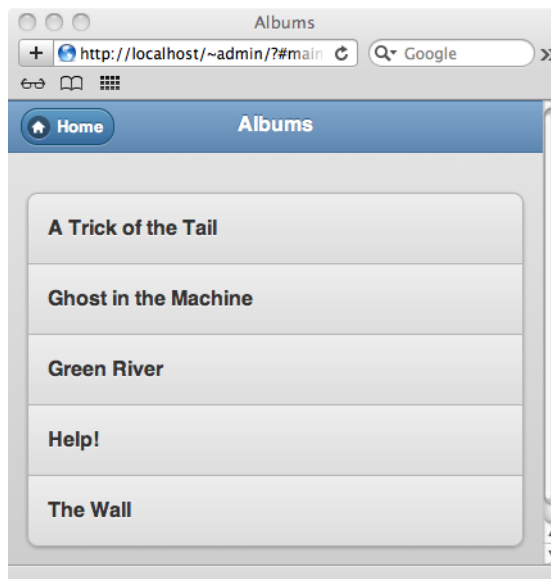 Albums
http://localhost/~admin/?#main
Google
Home
Albums
A Trick of the Tail
Ghost in the Machine
Green River
Help!
The Wall